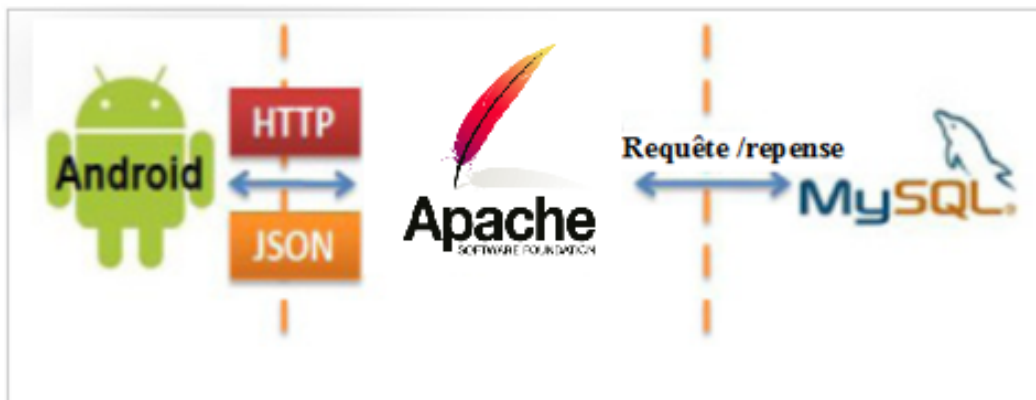 Android
HTTP
JSON
Apache
SOFTWARE FOUNDATION
Requête /repense
MySQL®